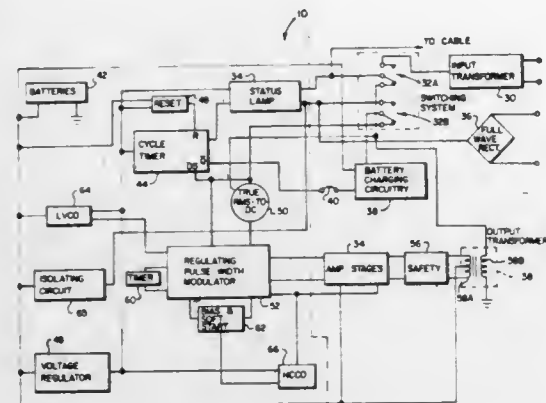 10
TO CABLE
BATTERIES
42
34
STATUS LAMP
RESET
46
R
CYCLE TIMER
44
32A
SWITCHING SYSTEM
32B
INPUT TRANSFORMER
30
36
FULL WAVE RECT.
TRUE RMS-TO DC
50
40
BATTERY CHARGING CIRCUITRY
38
64
LVCO
ISOLATING CIRCUIT
65
48
VOLTAGE REGULATOR
REGULATING PULSE WIDTH MODULATOR
52
TIMER
60
BIAS & SOFT START
62
66
HCCO
34
AMP STAGES
56
SAFETY
OUTPUT TRANSFORMER
58B
58
58A